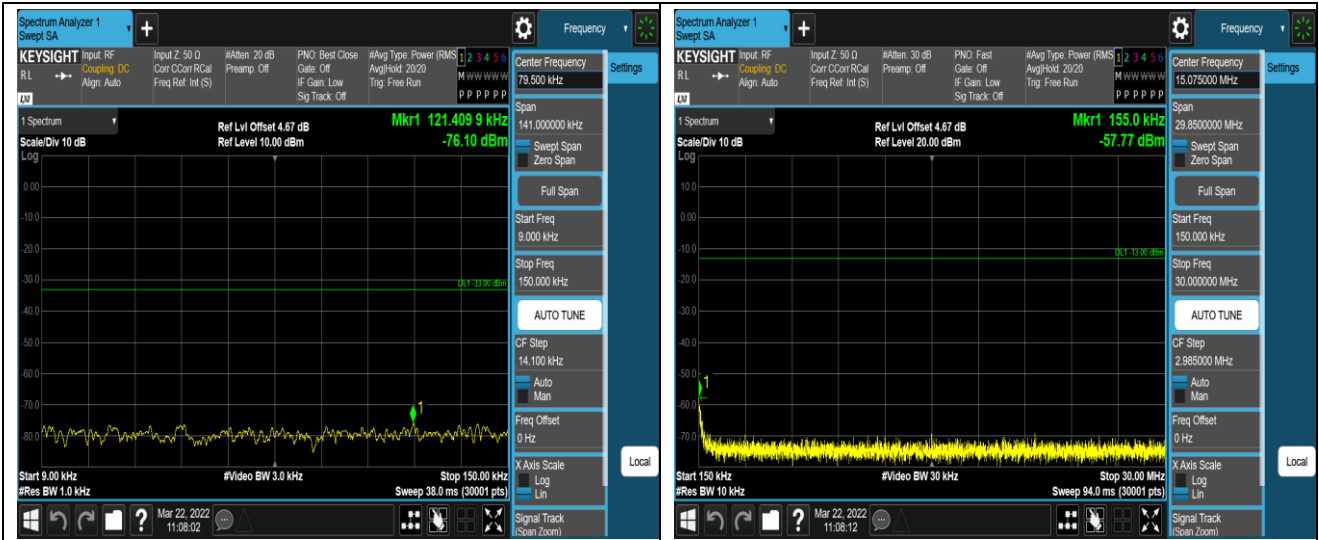 Spectrum Analyzer 1
Swept SA
+
Frequency
KEYSIGHT
RL
LXI
Input: RF
Coupling: DC
Align: Auto
Input Z: 50 Ω
Corr CCorr RCal
Freq Ref: Int (S)
#Atten: 20 dB
Preamp: Off
PNO: Best Close
Gate: Off
IF Gain: Low
Sig Track: Off
#Avg Type: Power (RMS
Avg|Hold: 20/20
Trig: Free Run
1 2 3 4 5 6
M W W W W W
P P P P P P
1 Spectrum
Scale/Div 10 dB
Log
Ref Lvl Offset 4.67 dB
Ref Level 10.00 dBm
Mkr1 121.409 9 kHz
-76.10 dBm
0.00
-10.0
-20.0
-30.0
DL1 -33.00 dBm
-40.0
-50.0
-60.0
-70.0
1
-80.0
Start 9.00 kHz
#Res BW 1.0 kHz
#Video BW 3.0 kHz
Stop 150.00 kHz
Sweep 38.0 ms (30001 pts)
Center Frequency
79.500 kHz
Settings
Span
141.000000 kHz
Swept Span
Zero Span
Full Span
Start Freq
9.000 kHz
Stop Freq
150.000 kHz
AUTO TUNE
CF Step
14.100 kHz
Auto
Man
Freq Offset
0 Hz
X Axis Scale
Log
Lin
Local
Signal Track
(Span Zoom)
?
Mar 22, 2022
11:08:02
Spectrum Analyzer 1
Swept SA
+
Frequency
KEYSIGHT
RL
LXI
Input: RF
Coupling: DC
Align: Auto
Input Z: 50 Ω
Corr CCorr RCal
Freq Ref: Int (S)
#Atten: 30 dB
Preamp: Off
PNO: Fast
Gate: Off
IF Gain: Low
Sig Track: Off
#Avg Type: Power (RMS
Avg|Hold: 20/20
Trig: Free Run
1 2 3 4 5 6
M W W W W W
P P P P P P
1 Spectrum
Scale/Div 10 dB
Log
Ref Lvl Offset 4.67 dB
Ref Level 20.00 dBm
Mkr1 155.0 kHz
-57.77 dBm
10.0
0.00
-10.0
DL1 -13.00 dBm
-20.0
-30.0
-40.0
-50.0
1
-60.0
-70.0
Start 150 kHz
#Res BW 10 kHz
#Video BW 30 kHz
Stop 30.00 MHz
Sweep 94.0 ms (30001 pts)
Center Frequency
15.075000 MHz
Settings
Span
29.8500000 MHz
Swept Span
Zero Span
Full Span
Start Freq
150.000 kHz
Stop Freq
30.000000 MHz
AUTO TUNE
CF Step
2.985000 MHz
Auto
Man
Freq Offset
0 Hz
X Axis Scale
Log
Lin
Local
Signal Track
(Span Zoom)
?
Mar 22, 2022
11:08:12